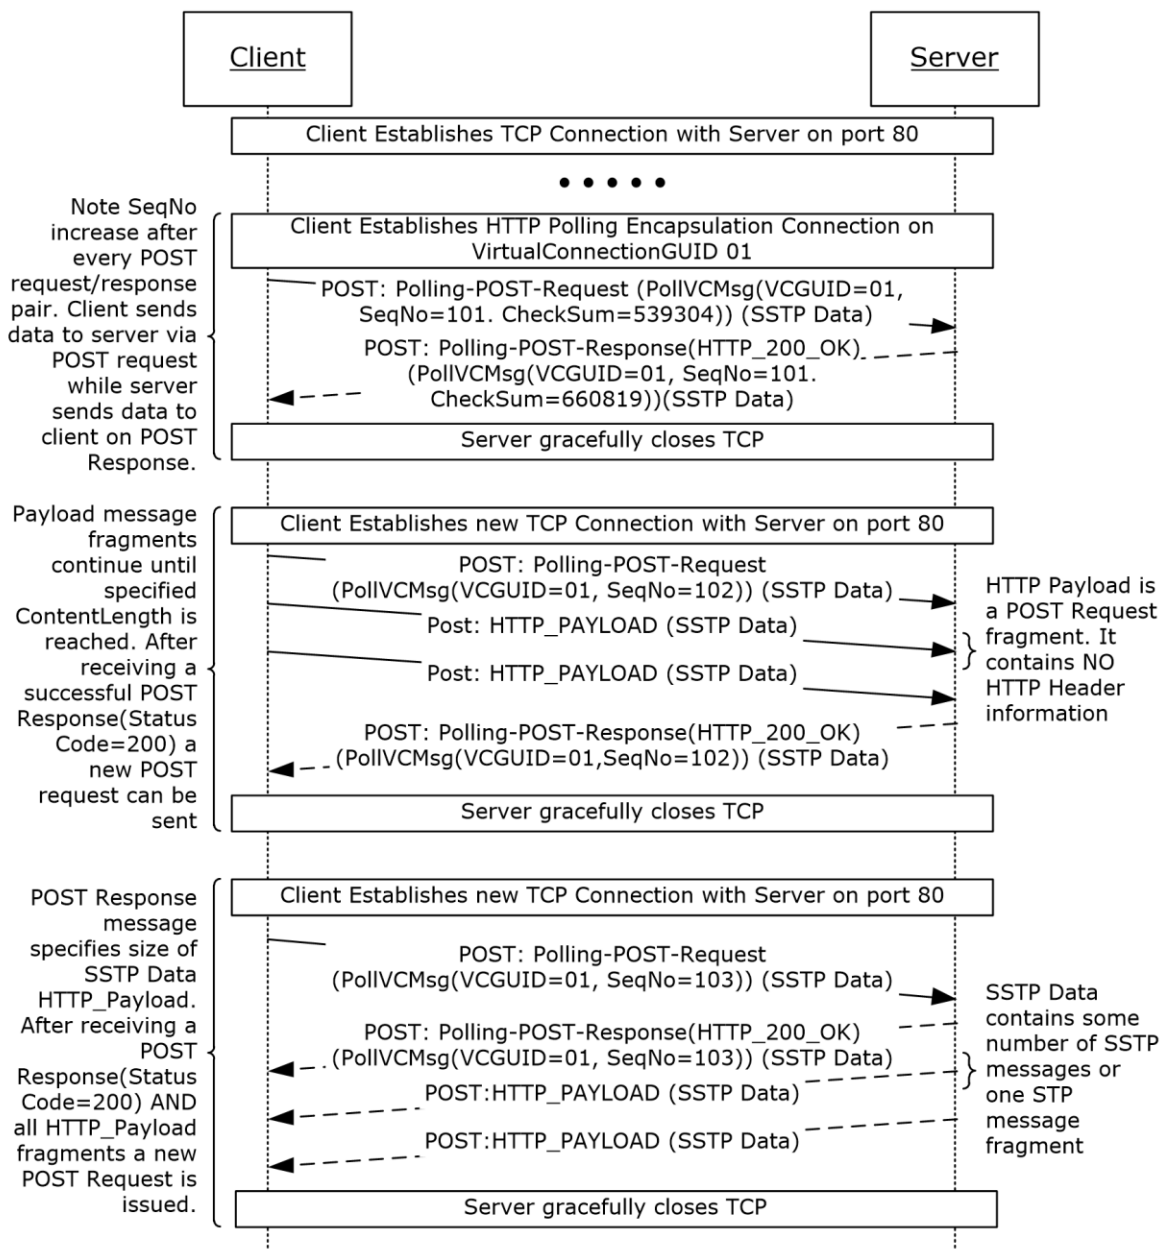 Client
Server
Client Establishes TCP Connection with Server on port 80
• • • • •
Note SeqNo
increase after
every POST
request/response
pair. Client sends
data to server via
POST request
while server
sends data to
client on POST
Response.
Client Establishes HTTP Polling Encapsulation Connection on
VirtualConnectionGUID 01
POST: Polling-POST-Request (PollVCMsg(VCGUID=01,
SeqNo=101. CheckSum=539304)) (SSTP Data)
POST: Polling-POST-Response(HTTP_200_OK)
(PollVCMsg(VCGUID=01, SeqNo=101.
CheckSum=660819))(SSTP Data)
Server gracefully closes TCP
Payload message
fragments
continue until
specified
ContentLength is
reached. After
receiving a
successful POST
Response(Status
Code=200) a
new POST
request can be
sent
Client Establishes new TCP Connection with Server on port 80
POST: Polling-POST-Request
(PollVCMsg(VCGUID=01, SeqNo=102)) (SSTP Data)
Post: HTTP_PAYLOAD (SSTP Data)
Post: HTTP_PAYLOAD (SSTP Data)
HTTP Payload is
a POST Request
fragment. It
contains NO
HTTP Header
information
POST: Polling-POST-Response(HTTP_200_OK)
(PollVCMsg(VCGUID=01,SeqNo=102)) (SSTP Data)
Server gracefully closes TCP
POST Response
message
specifies size of
SSTP Data
HTTP_Payload.
After receiving a
POST
Response(Status
Code=200) AND
all HTTP_Payload
fragments a new
POST Request is
issued.
Client Establishes new TCP Connection with Server on port 80
POST: Polling-POST-Request
(PollVCMsg(VCGUID=01, SeqNo=103)) (SSTP Data)
POST: Polling-POST-Response(HTTP_200_OK)
(PollVCMsg(VCGUID=01, SeqNo=103)) (SSTP Data)
POST:HTTP_PAYLOAD (SSTP Data)
POST:HTTP_PAYLOAD (SSTP Data)
SSTP Data
contains some
number of SSTP
messages or
one STP
message
fragment
Server gracefully closes TCP